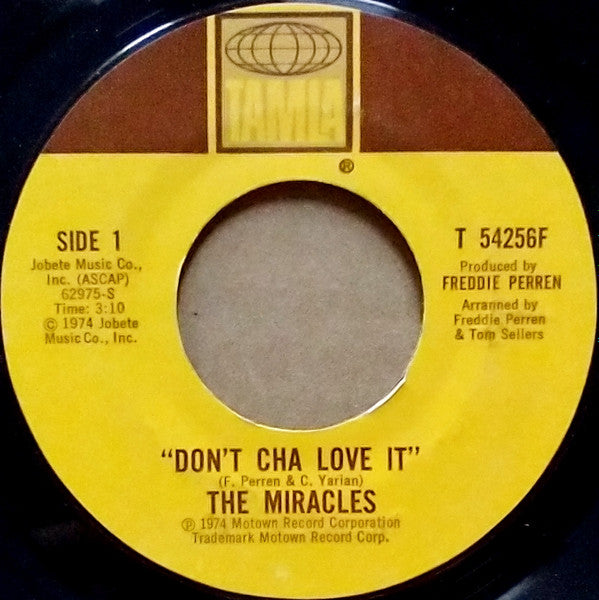 TAMLA
®
SIDE 1
Jobete Music Co.,
Inc. (ASCAP)
62975-S
Time: 3:10
© 1974 Jobete
Music Co., Inc.
T 54256F
Produced by
FREDDIE PERREN
Arranned by
Freddie Perren
& Tom Sellers
"DON'T CHA LOVE IT"
(F. Perren & C. Yarian)
THE MIRACLES
℗ 1974 Motown Record Corporation
Trademark Motown Record Corp.